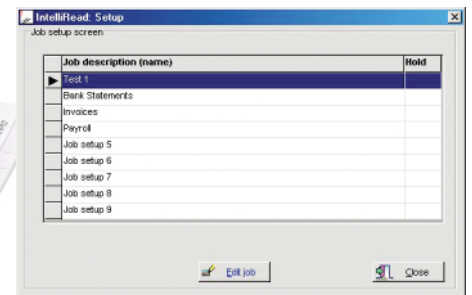 IntelliRead: Setup
Job setup screen
Job description (name) Hold
Test 1
Bank Statements
Invoices
Payroll
Job setup 5
Job setup 6
Job setup 7
Job setup 8
Job setup 9
Edit job Close